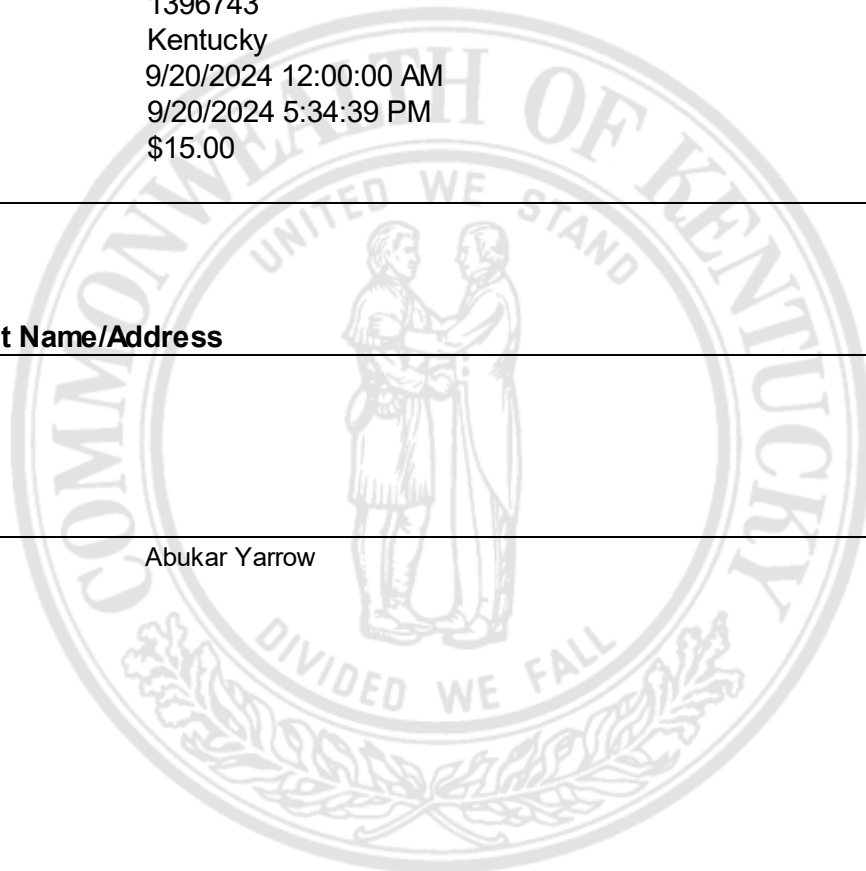 1396743
Kentucky
9/20/2024 12:00:00 AM
9/20/2024 5:34:39 PM
$15.00
COMMONWEALTH OF KENTUCKY
UNITED WE STAND
t Name/Address
Abukar Yarrow
DIVIDED WE FALL